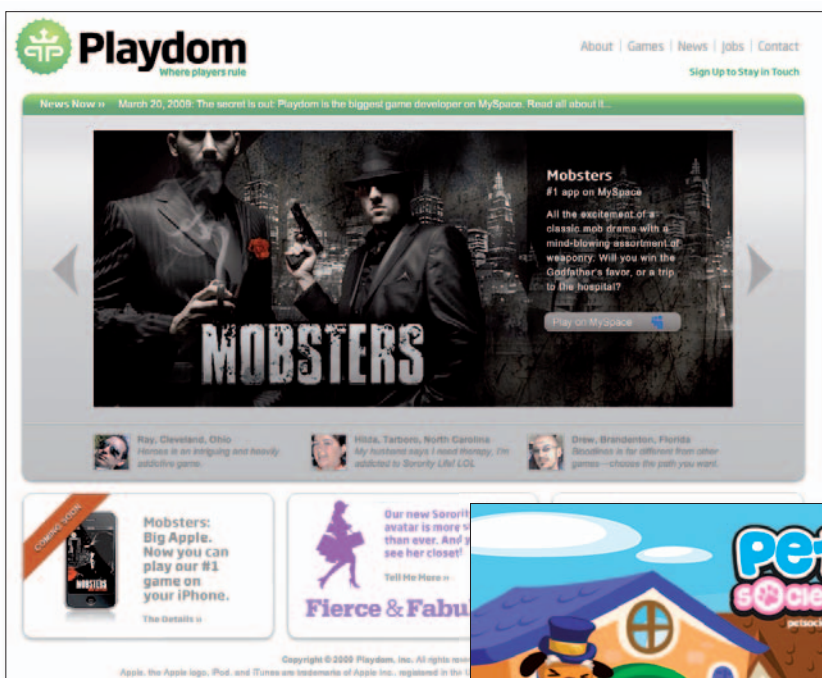 Playdom
Where players rule
About | Games | News | Jobs | Contact
Sign Up to Stay in Touch
News Now » March 20, 2009: The secret is out: Playdom is the biggest game developer on MySpace. Read all about it...
Mobsters
#1 app on MySpace
All the excitement of a
classic mob drama with a
mind-blowing assortment of
weaponry. Will you win the
Godfather's favor, or a trip
to the hospital?
Play on MySpace
MOBSTERS
Ray, Cleveland, Ohio
Heroes is an intriguing and heavily
addictive game.
Hilda, Tarboro, North Carolina
My husband says I need therapy, I'm
addicted to Sorority Life! LOL
Drew, Brandenton, Florida
Bloodlines is far different from other
games—choose the path you want.
COMING SOON
MOBSTERS
Mobsters:
Big Apple.
Now you can
play our #1
game on
your iPhone.
The Details »
Our new Sorori
avatar is more
than ever. And
see her closet!
Tell Me More »
Fierce & Fabu
Pet
SOCIE
petsoci
Copyright © 2009 Playdom, Inc. All rights rese
Apple, the Apple logo, iPod, and iTunes are trademarks of Apple Inc., registered in the